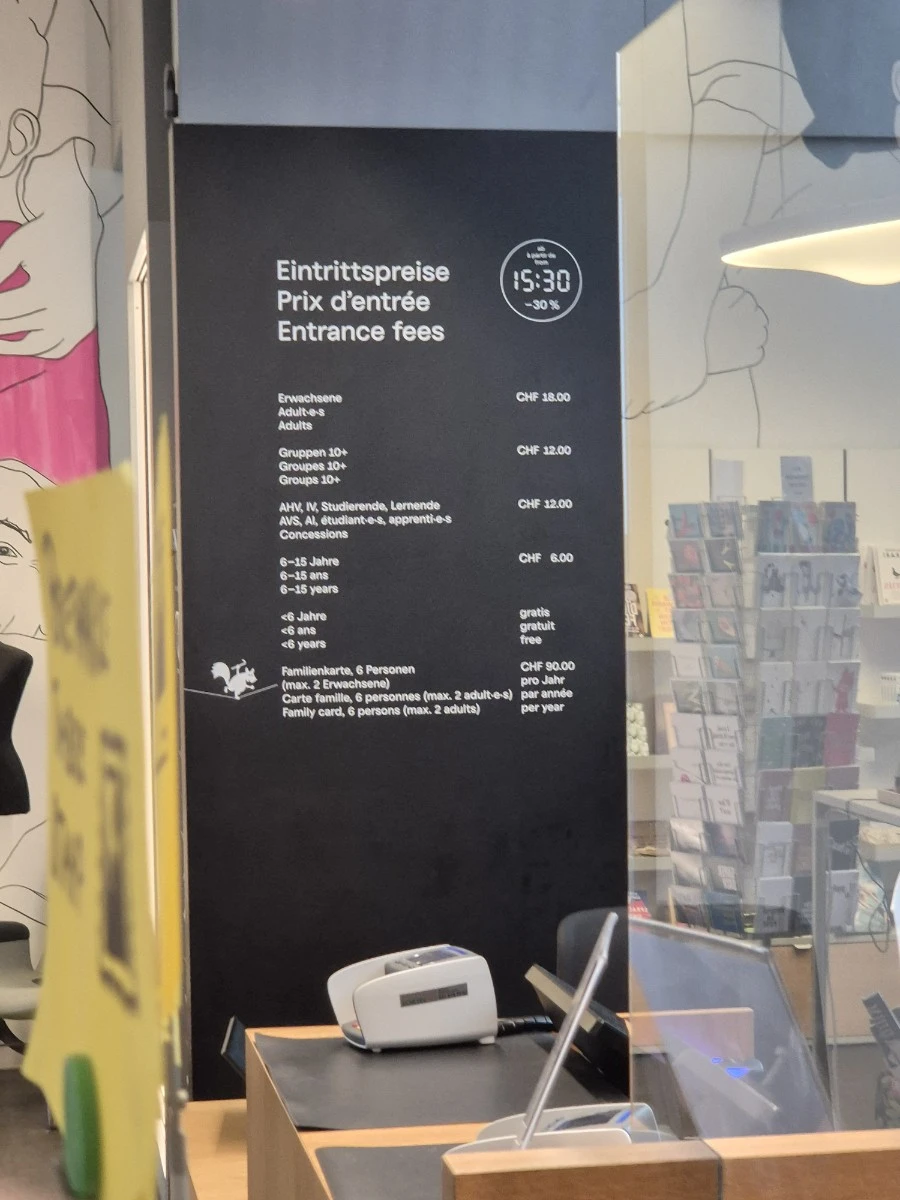 Eintrittspreise
Prix d'entrée
Entrance fees
ab
à partir de
from
15:30
–30 %
Erwachsene CHF 18.00
Adult·e·s
Adults
Gruppen 10+ CHF 12.00
Groupes 10+
Groups 10+
AHV, IV, Studierende, Lernende CHF 12.00
AVS, AI, étudiant·e·s, apprenti·e·s
Concessions
6–15 Jahre CHF 6.00
6–15 ans
6–15 years
<6 Jahre gratis
<6 ans gratuit
<6 years free
Familienkarte, 6 Personen CHF 90.00
(max. 2 Erwachsene) pro Jahr
Carte famille, 6 personnes (max. 2 adult·e·s) par année
Family card, 6 persons (max. 2 adults) per year